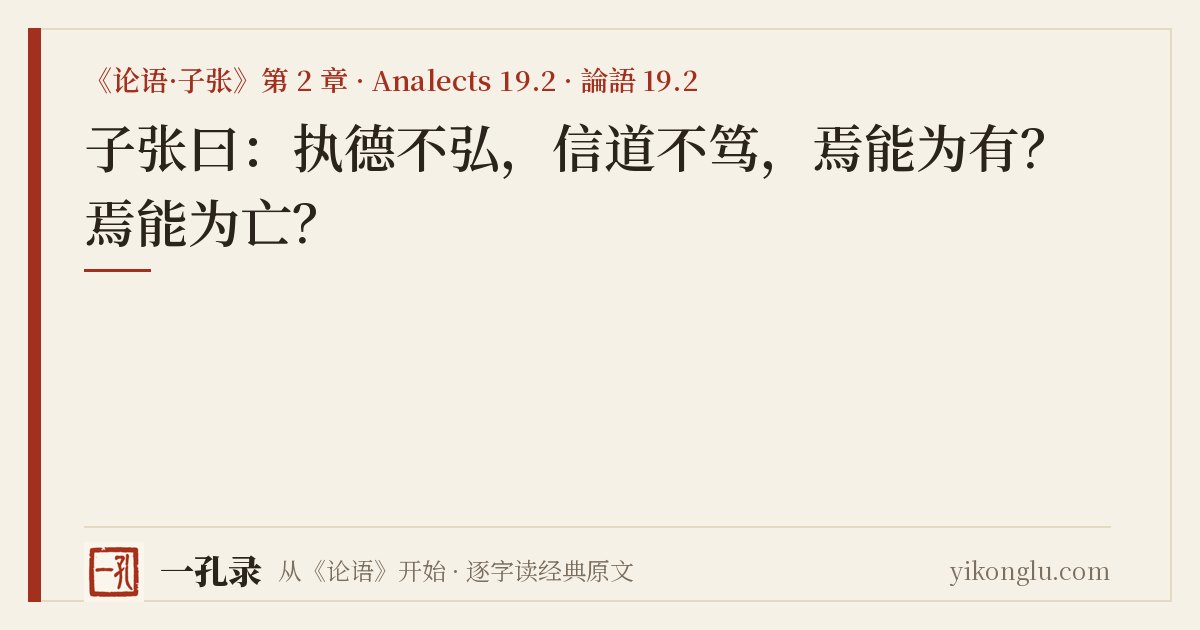 《论语·子张》第 2 章 · Analects 19.2 · 論語 19.2
子张曰：执德不弘，信道不笃，焉能为有？
焉能为亡？
一孔
一孔录 从《论语》开始 · 逐字读经典原文 yikonglu.com